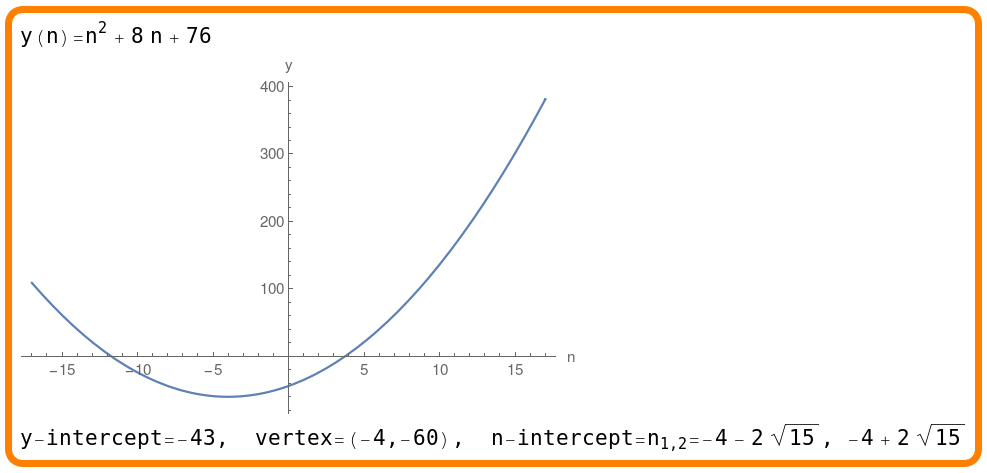 y(n)=n² + 8 n + 76
y
400
300
200
100
−15 −10 −5 5 10 15 n
y−intercept=−43, vertex=(−4,−60), n−intercept=n₁,₂=−4 − 2 √15, −4 + 2 √15